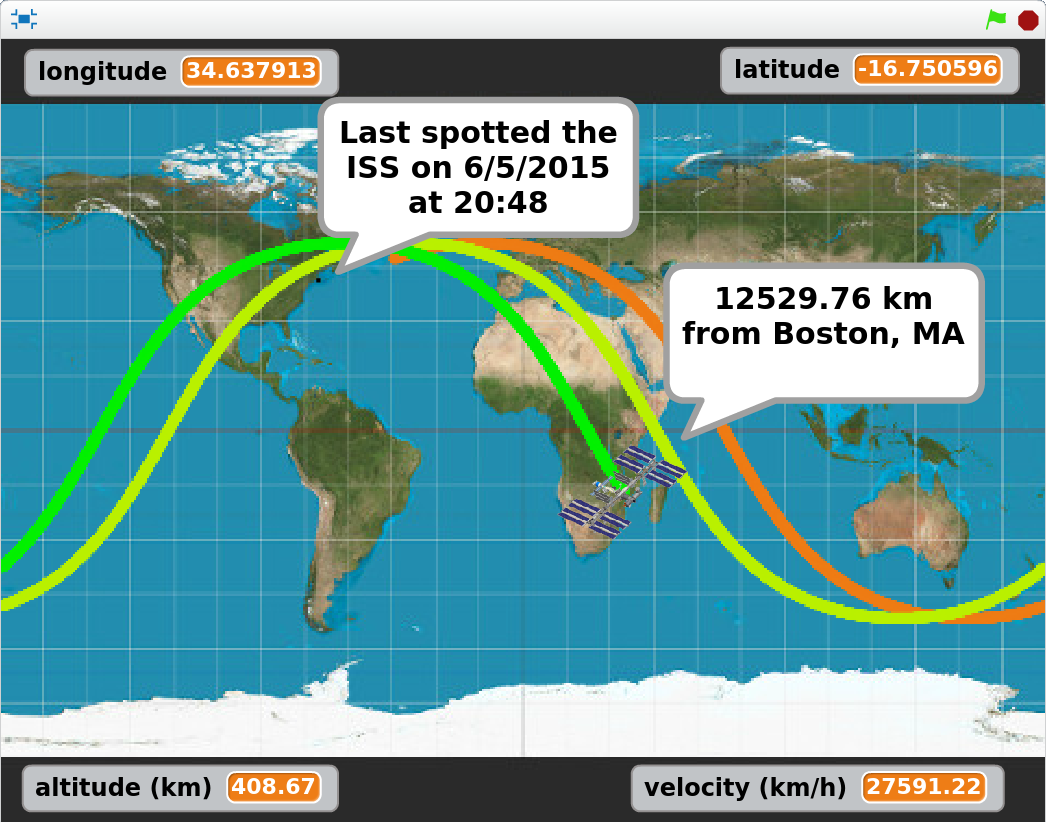 longitude 34.637913
latitude -16.750596
Last spotted the
ISS on 6/5/2015
at 20:48
12529.76 km
from Boston, MA
altitude (km) 408.67
velocity (km/h) 27591.22